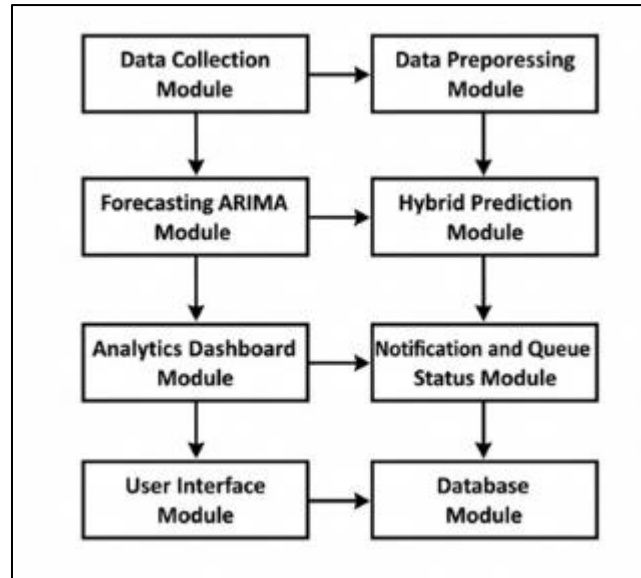 Data Collection
Module
Data Preporessing
Module
Forecasting ARIMA
Module
Hybrid Prediction
Module
Analytics Dashboard
Module
Notification and Queue
Status Module
User Interface
Module
Database
Module